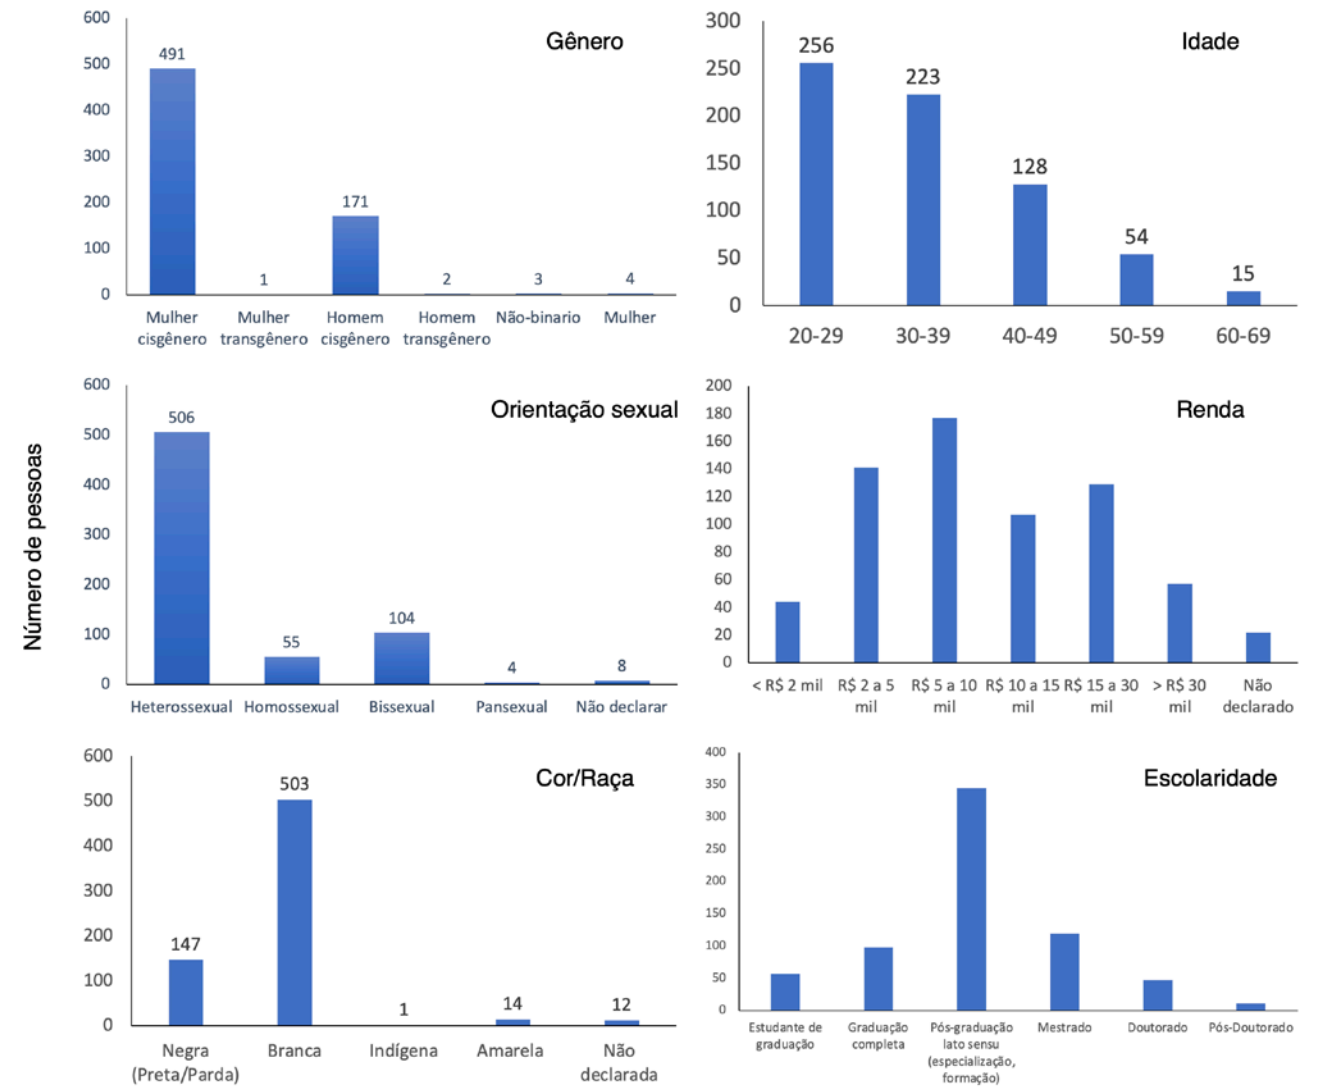 Número de pessoas
Gênero
600
500
400
300
200
100
0
491
1
171
2
3
4
Mulher
cisgênero
Mulher
transgênero
Homem
cisgênero
Homem
transgênero
Não-binario
Mulher
Idade
300
250
200
150
100
50
0
256
223
128
54
15
20-29
30-39
40-49
50-59
60-69
Orientação sexual
600
500
400
300
200
100
0
506
55
104
4
8
Heterossexual
Homossexual
Bissexual
Pansexual
Não declarar
Renda
200
180
160
140
120
100
80
60
40
20
0
< R$ 2 mil
R$ 2 a 5
mil
R$ 5 a 10
mil
R$ 10 a 15
mil
R$ 15 a 30
mil
> R$ 30
mil
Não
declarado
Cor/Raça
600
500
400
300
200
100
0
147
503
1
14
12
Negra
(Preta/Parda)
Branca
Indígena
Amarela
Não
declarada
Escolaridade
400
350
300
250
200
150
100
50
0
Estudante de
graduação
Graduação
completa
Pós-graduação
lato sensu
(especialização,
formação)
Mestrado
Doutorado
Pós-Doutorado